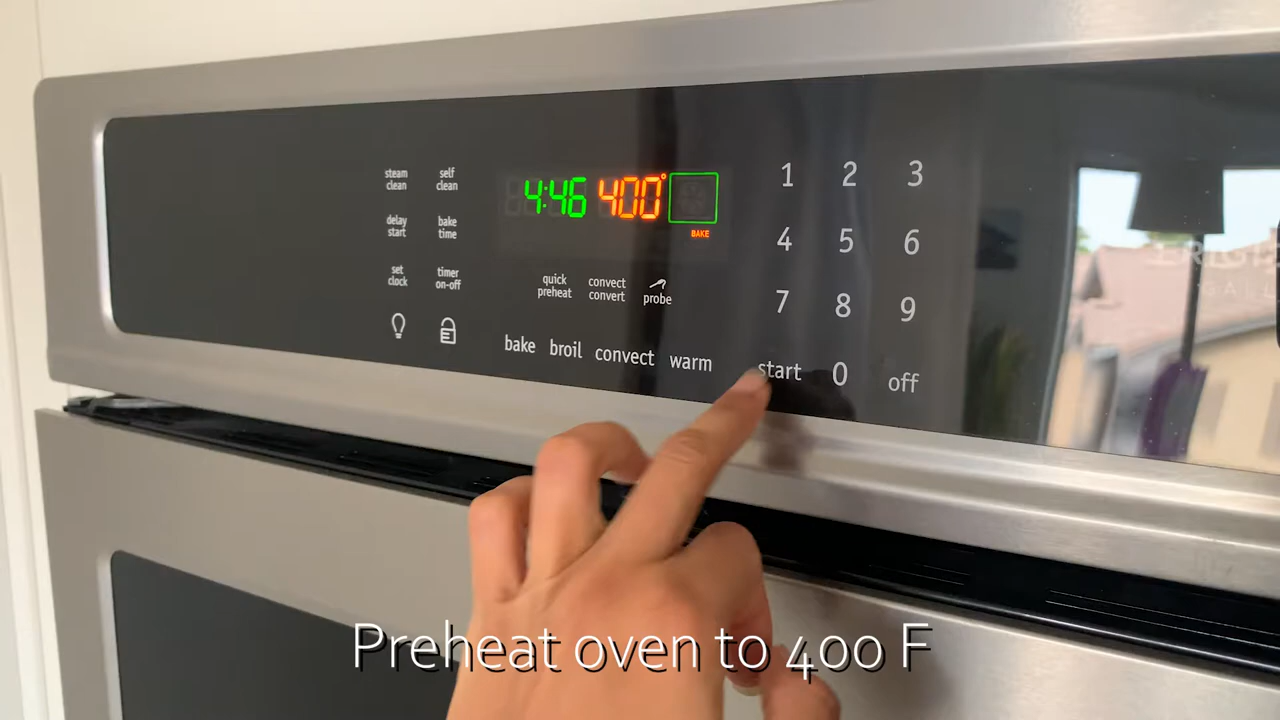 steam
clean
self
clean
delay
start
bake
time
set
clock
timer
on-off
4:46 400°
BAKE
quick
preheat
convect
convert
probe
bake broil convect warm
1 2 3
4 5 6
7 8 9
start 0 off
Preheat oven to 400 F